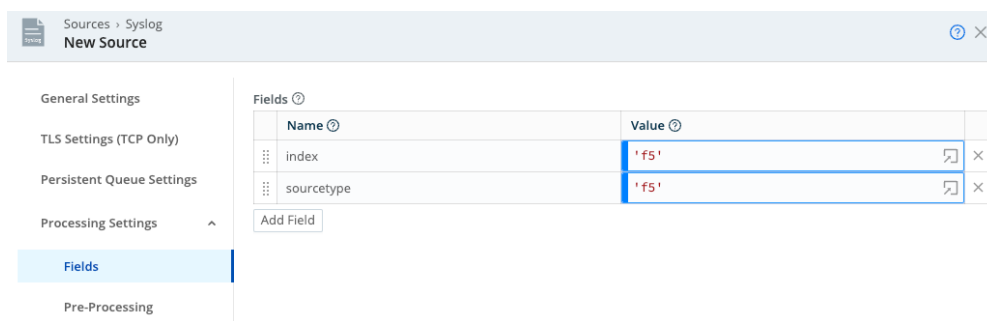 Sources › Syslog
New Source
Syslog
General Settings
TLS Settings (TCP Only)
Persistent Queue Settings
Processing Settings
Fields
Pre-Processing
Fields
Name
Value
index
'f5'
sourcetype
'f5'
Add Field